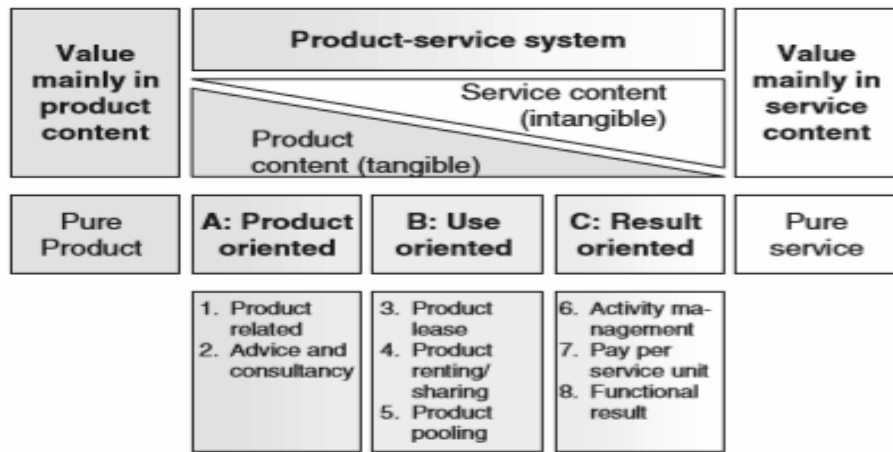 Value
mainly in
product
content
Product-service system
Service content
(intangible)
Product
content (tangible)
Value
mainly in
service
content
Pure
Product
A: Product
oriented
B: Use
oriented
C: Result
oriented
Pure
service
1. Product
related
2. Advice and
consultancy
3. Product
lease
4. Product
renting/
sharing
5. Product
pooling
6. Activity ma-
nagement
7. Pay per
service unit
8. Functional
result